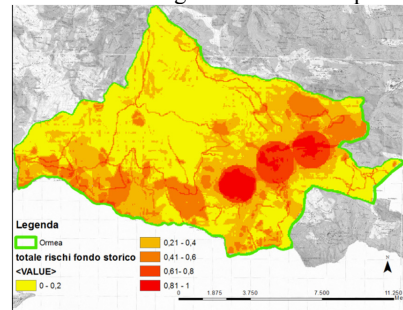 Legenda
Ormea
totale rischi fondo storico
<VALUE>
0 - 0,2
0,21 - 0,4
0,41 - 0,6
0,61- 0,8
0,81 - 1
N
0 1.875 3.750 7.500 11.250